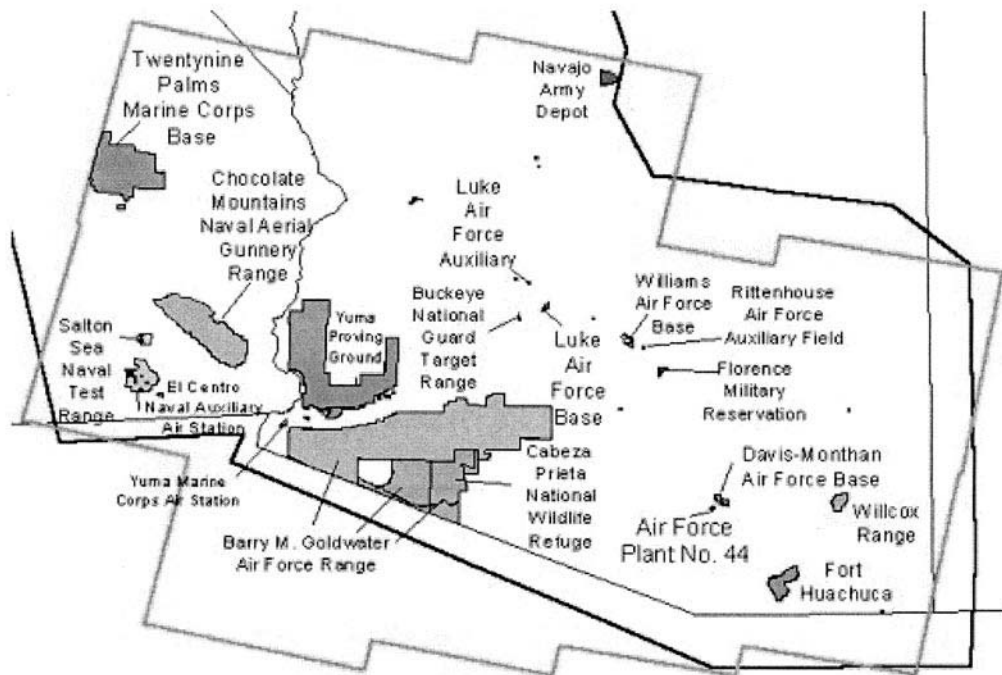 Twentynine
Palms
Marine Corps
Base
Navajo
Army
Depot
Chocolate
Mountains
Naval Aerial
Gunnery
Range
Luke
Air
Force
Auxiliary
Williams
Air Force
Base
Rittenhouse
Air Force
Auxiliary Field
Buckeye
National
Guard
Target
Range
Luke
Air
Force
Base
Yuma
Proving
Ground
Salton
Sea
Naval
Test
Range
El Centro
Naval Auxiliary
Air Station
Florence
Military
Reservation
Yuma Marine
Corps Air Station
Cabeza
Prieta
National
Wildlife
Refuge
Davis-Monthan
Air Force Base
Willcox
Range
Barry M. Goldwater
Air Force Range
Air Force
Plant No. 44
Fort
Huachuca